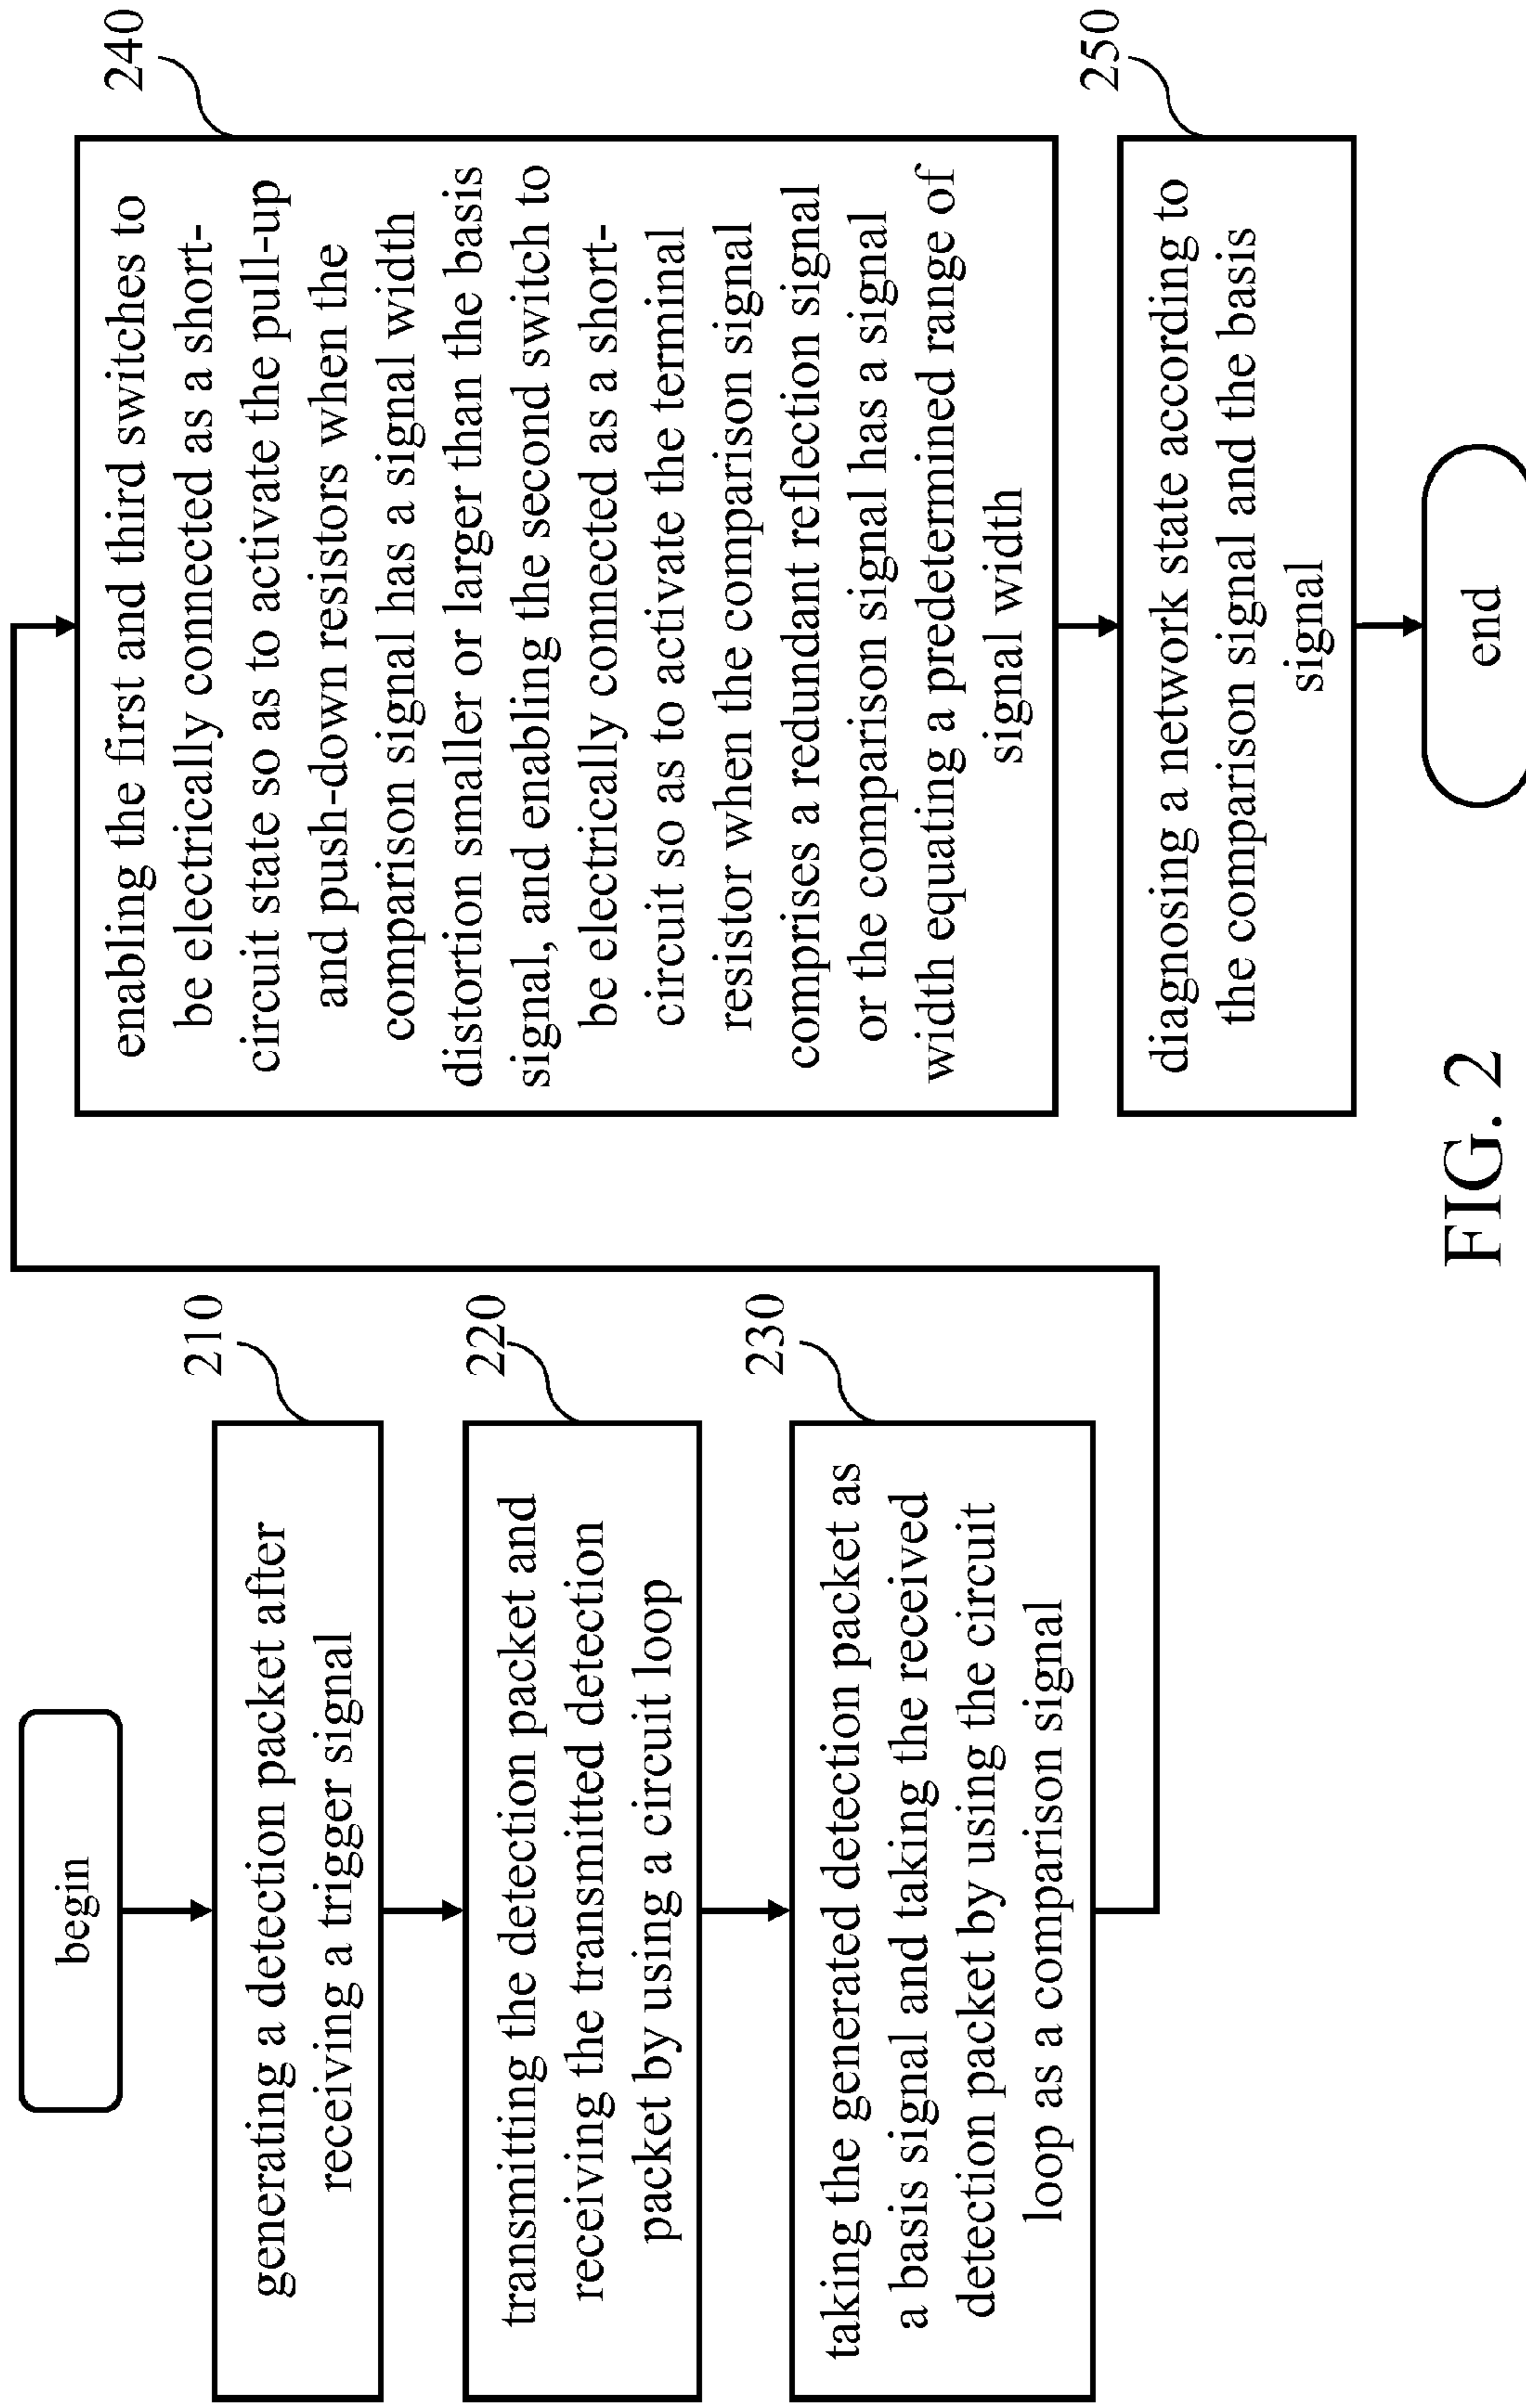 begin
210
generating a detection packet after
receiving a trigger signal
220
transmitting the detection packet and
receiving the transmitted detection
packet by using a circuit loop
230
taking the generated detection packet as
a basis signal and taking the received
detection packet by using the circuit
loop as a comparison signal
240
enabling the first and third switches to
be electrically connected as a short-
circuit state so as to activate the pull-up
and push-down resistors when the
comparison signal has a signal width
distortion smaller or larger than the basis
signal, and enabling the second switch to
be electrically connected as a short-
circuit so as to activate the terminal
resistor when the comparison signal
comprises a redundant reflection signal
or the comparison signal has a signal
width equating a predetermined range of
signal width
250
diagnosing a network state according to
the comparison signal and the basis
signal
end
FIG. 2